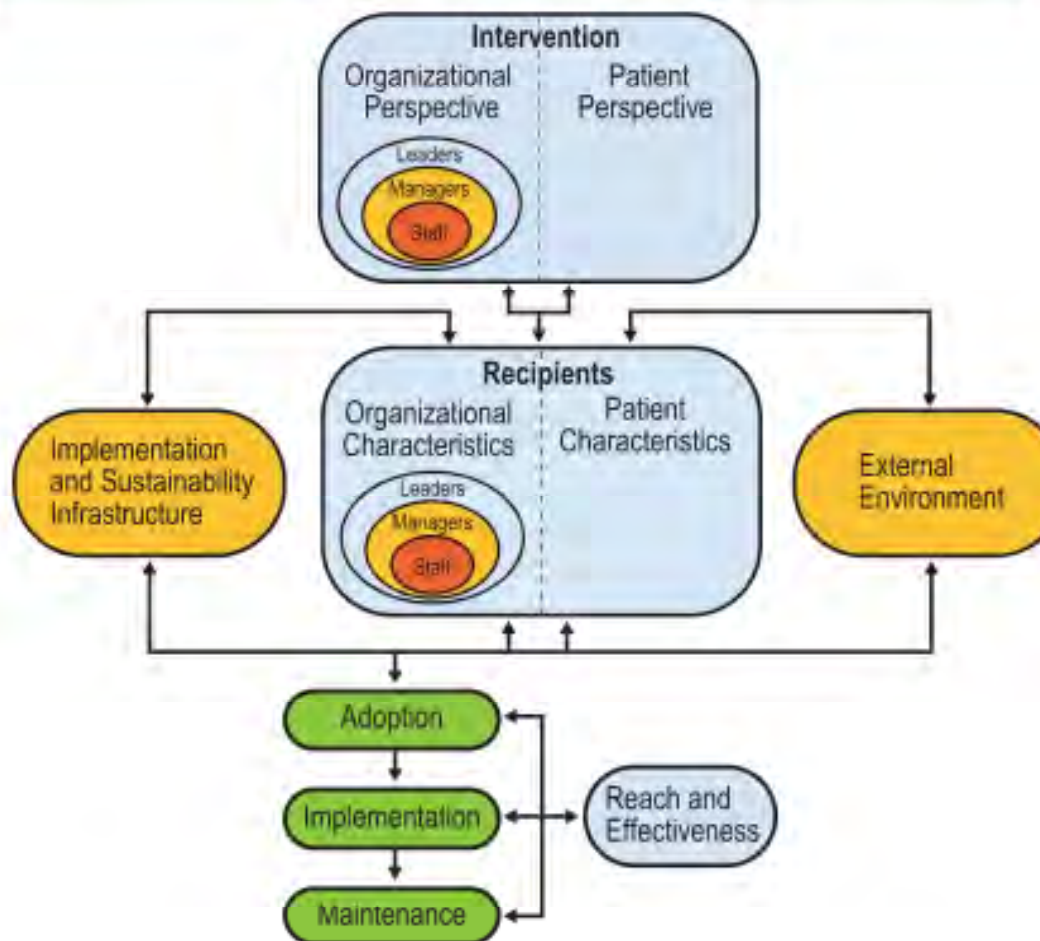 Intervention
Organizational
Perspective
Patient
Perspective
Leaders
Managers
Staff
Recipients
Organizational
Characteristics
Patient
Characteristics
Leaders
Managers
Staff
Implementation
and Sustainability
Infrastructure
External
Environment
Adoption
Implementation
Maintenance
Reach and
Effectiveness